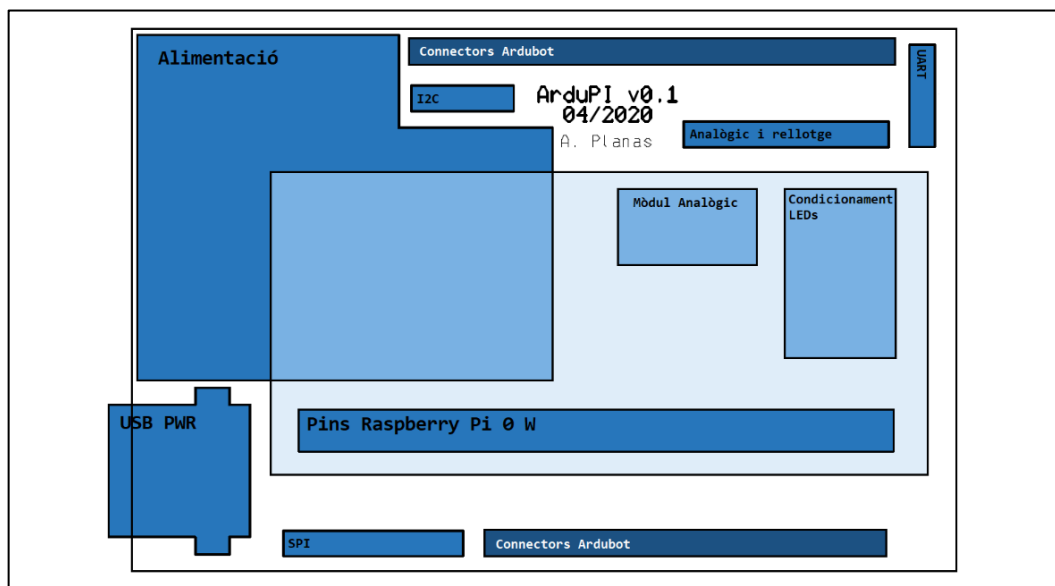 Alimentació
Connectors Ardubot
UART
I2C
ArduPI v0.1
04/2020
A. Planas
Analògic i rellotge
Mòdul Analògic
Condicionament
LEDs
USB PWR
Pins Raspberry Pi 0 W
SPI
Connectors Ardubot